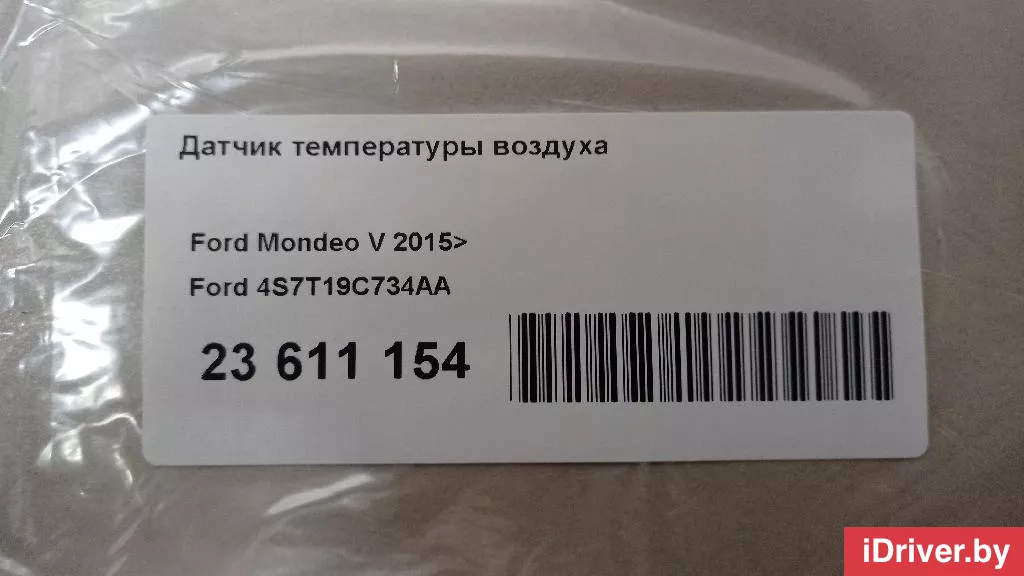 Датчик температуры воздуха
Ford Mondeo V 2015>
Ford 4S7T19C734AA
23 611 154
iDriver.by